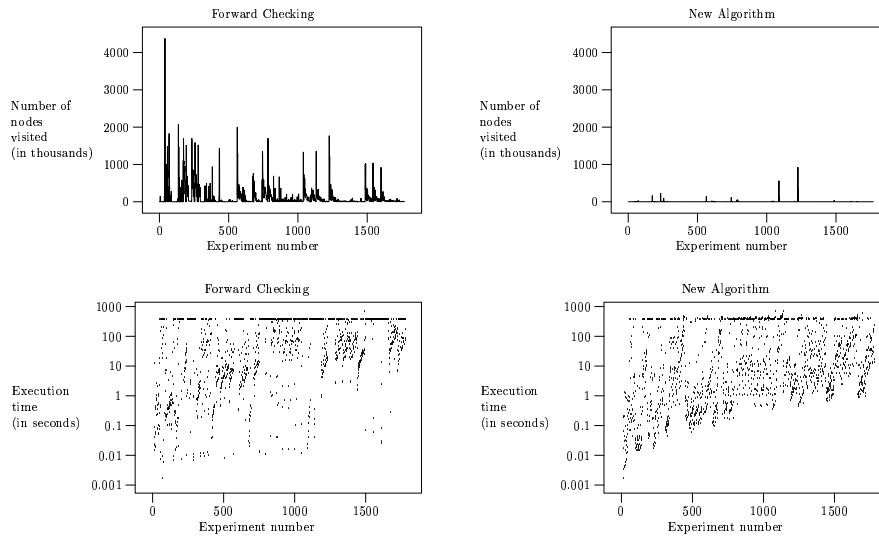 Forward Checking
4000
3000
2000
1000
0
Number of
nodes
visited
(in thousands)
0
500
1000
1500
Experiment number
New Algorithm
4000
3000
2000
1000
0
Number of
nodes
visited
(in thousands)
0
500
1000
1500
Experiment number
Forward Checking
1000
100
10
1
0.1
0.01
0.001
Execution
time
(in seconds)
0
500
1000
1500
Experiment number
New Algorithm
1000
100
10
1
0.1
0.01
0.001
Execution
time
(in seconds)
0
500
1000
1500
Experiment number